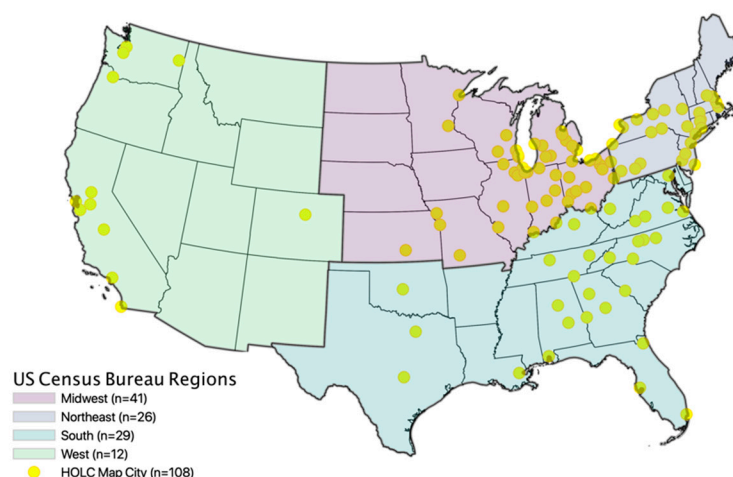 US Census Bureau Regions
Midwest (n=41)
Northeast (n=26)
South (n=29)
West (n=12)
HOLC Map City (n=108)